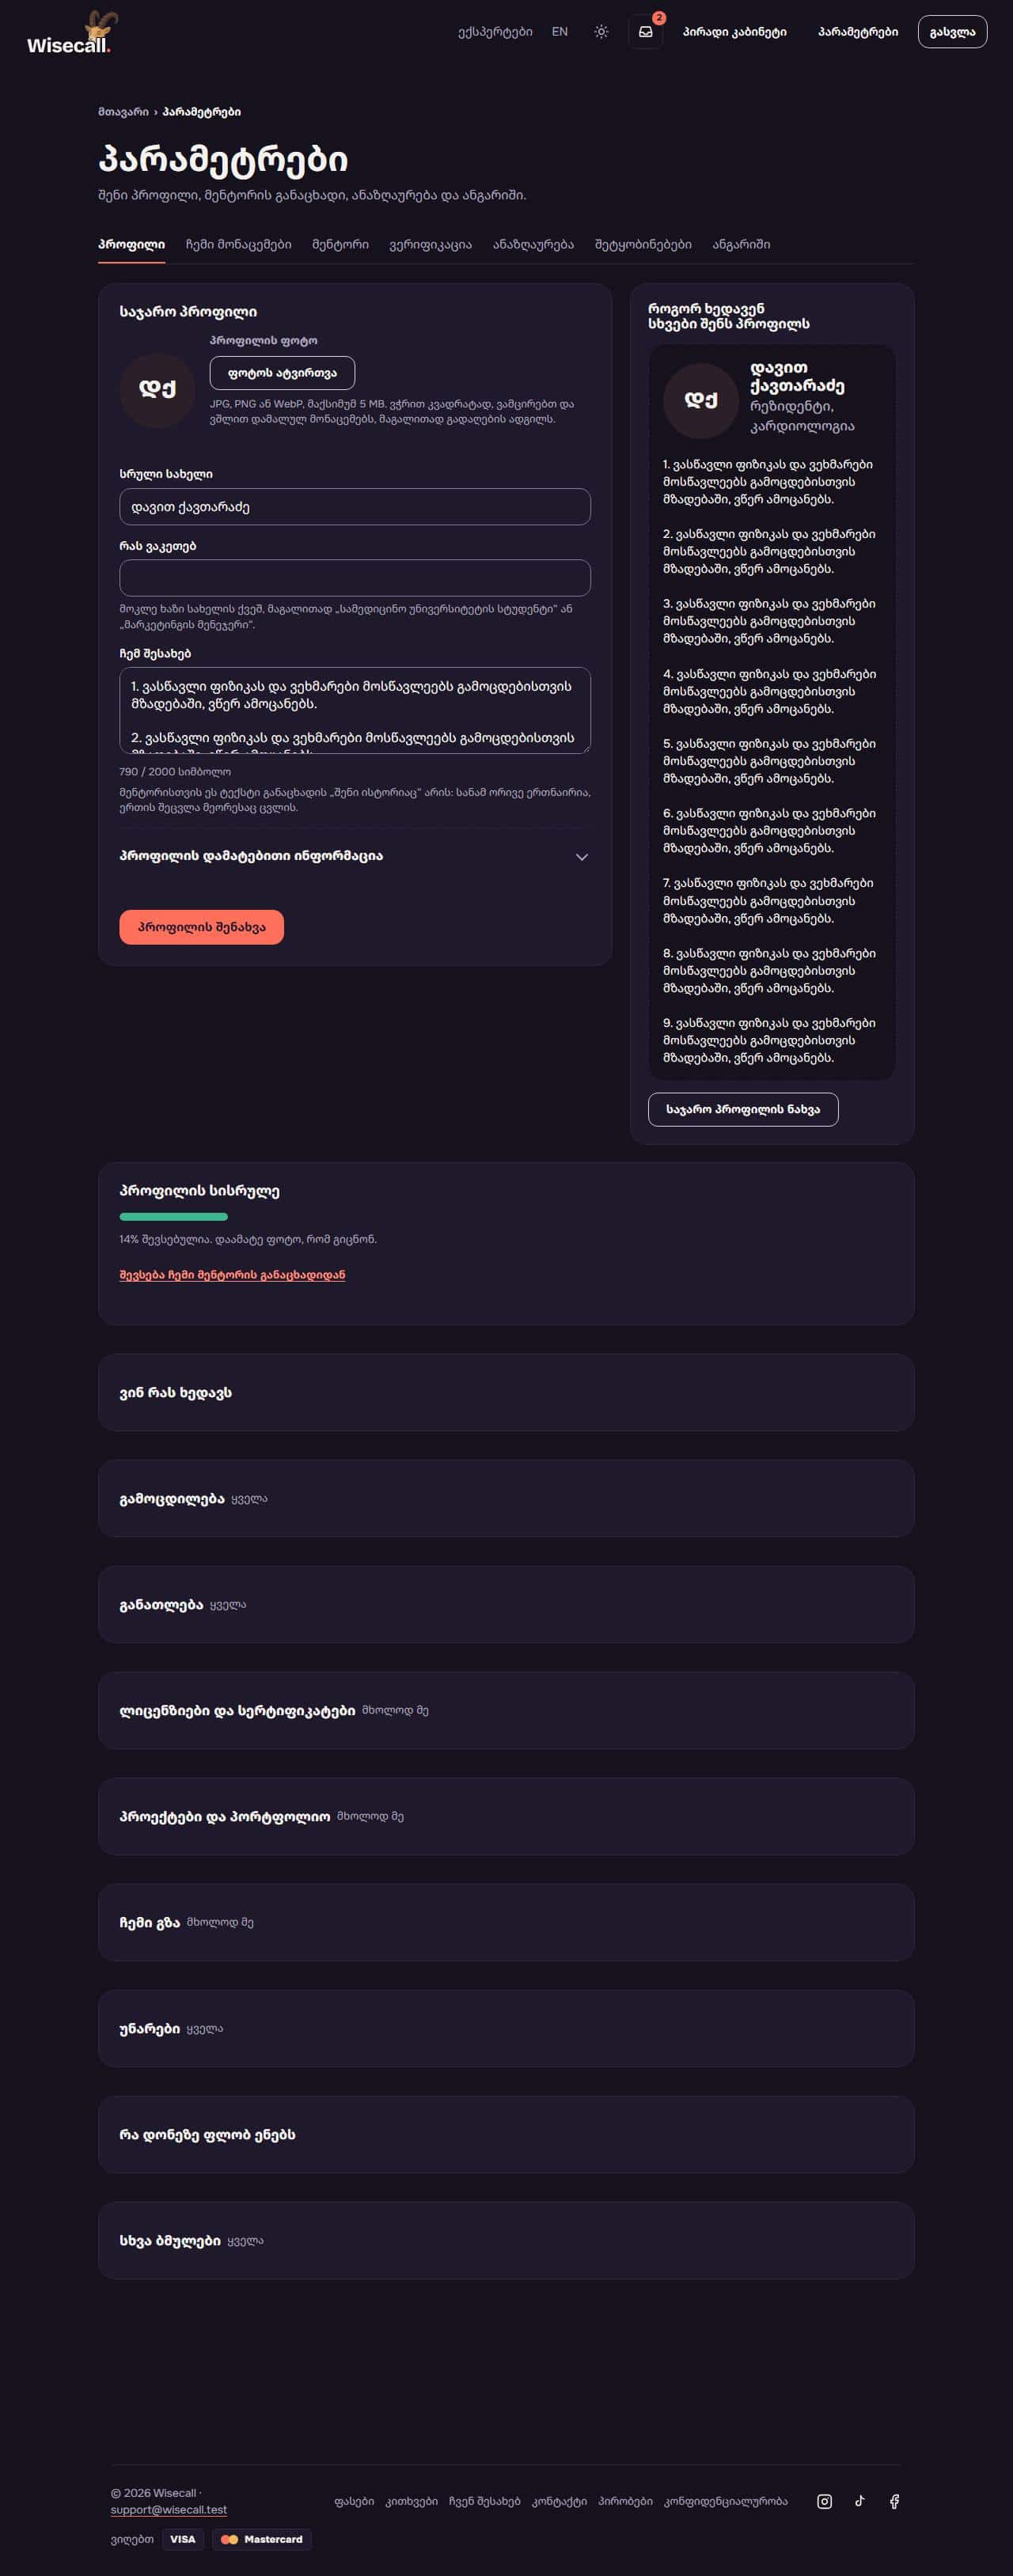 Wisecall.
ექსპერტები
EN
2
პირადი კაბინეტი
პარამეტრები
გასვლა
მთავარი › პარამეტრები
პარამეტრები
შენი პროფილი, მენტორის განაცხადი, ანაზღაურება და ანგარიში.
პროფილი
ჩემი მონაცემები
მენტორი
ვერიფიკაცია
ანაზღაურება
შეტყობინებები
ანგარიში
საჯარო პროფილი
პროფილის ფოტო
დქ
ფოტოს ატვირთვა
JPG, PNG ან WebP, მაქსიმუმ 5 MB. ვჭრით კვადრატად, ვამცირებთ და
ვშლით დამალულ მონაცემებს, მაგალითად გადაღების ადგილს.
სრული სახელი
დავით ქავთარაძე
რას ვაკეთებ
მოკლე ხაზი სახელის ქვეშ, მაგალითად „სამედიცინო უნივერსიტეტის სტუდენტი“ ან
„მარკეტინგის მენეჯერი“.
ჩემ შესახებ
1. ვასწავლი ფიზიკას და ვეხმარები მოსწავლეებს გამოცდებისთვის
მზადებაში, ვწერ ამოცანებს.
2. ვასწავლი ფიზიკას და ვეხმარები მოსწავლეებს გამოცდებისთვის
მზადებაში, ვწერ ამოცანებს.
790 / 2000 სიმბოლო
მენტორისთვის ეს ტექსტი განაცხადის „შენი ისტორიაც“ არის: სანამ ორივე ერთნაირია,
ერთის შეცვლა მეორესაც ცვლის.
პროფილის დამატებითი ინფორმაცია
პროფილის შენახვა
როგორ ხედავენ
სხვები შენს პროფილს
დქ
დავით
ქავთარაძე
რეზიდენტი,
კარდიოლოგია
1. ვასწავლი ფიზიკას და ვეხმარები
მოსწავლეებს გამოცდებისთვის
მზადებაში, ვწერ ამოცანებს.
2. ვასწავლი ფიზიკას და ვეხმარები
მოსწავლეებს გამოცდებისთვის
მზადებაში, ვწერ ამოცანებს.
3. ვასწავლი ფიზიკას და ვეხმარები
მოსწავლეებს გამოცდებისთვის
მზადებაში, ვწერ ამოცანებს.
4. ვასწავლი ფიზიკას და ვეხმარები
მოსწავლეებს გამოცდებისთვის
მზადებაში, ვწერ ამოცანებს.
5. ვასწავლი ფიზიკას და ვეხმარები
მოსწავლეებს გამოცდებისთვის
მზადებაში, ვწერ ამოცანებს.
6. ვასწავლი ფიზიკას და ვეხმარები
მოსწავლეებს გამოცდებისთვის
მზადებაში, ვწერ ამოცანებს.
7. ვასწავლი ფიზიკას და ვეხმარები
მოსწავლეებს გამოცდებისთვის
მზადებაში, ვწერ ამოცანებს.
8. ვასწავლი ფიზიკას და ვეხმარები
მოსწავლეებს გამოცდებისთვის
მზადებაში, ვწერ ამოცანებს.
9. ვასწავლი ფიზიკას და ვეხმარები
მოსწავლეებს გამოცდებისთვის
მზადებაში, ვწერ ამოცანებს.
საჯარო პროფილის ნახვა
პროფილის სისრულე
14% შევსებულია. დაამატე ფოტო, რომ გიცნონ.
შევსება ჩემი მენტორის განაცხადიდან
ვინ რას ხედავს
გამოცდილება ყველა
განათლება ყველა
ლიცენზიები და სერტიფიკატები მხოლოდ მე
პროექტები და პორტფოლიო მხოლოდ მე
ჩემი გზა მხოლოდ მე
უნარები ყველა
რა დონეზე ფლობ ენებს
სხვა ბმულები ყველა
© 2026 Wisecall ·
support@wisecall.test
ფასები
კითხვები
ჩვენ შესახებ
კონტაქტი
პირობები
კონფიდენციალურობა
ვიღებთ
VISA
Mastercard